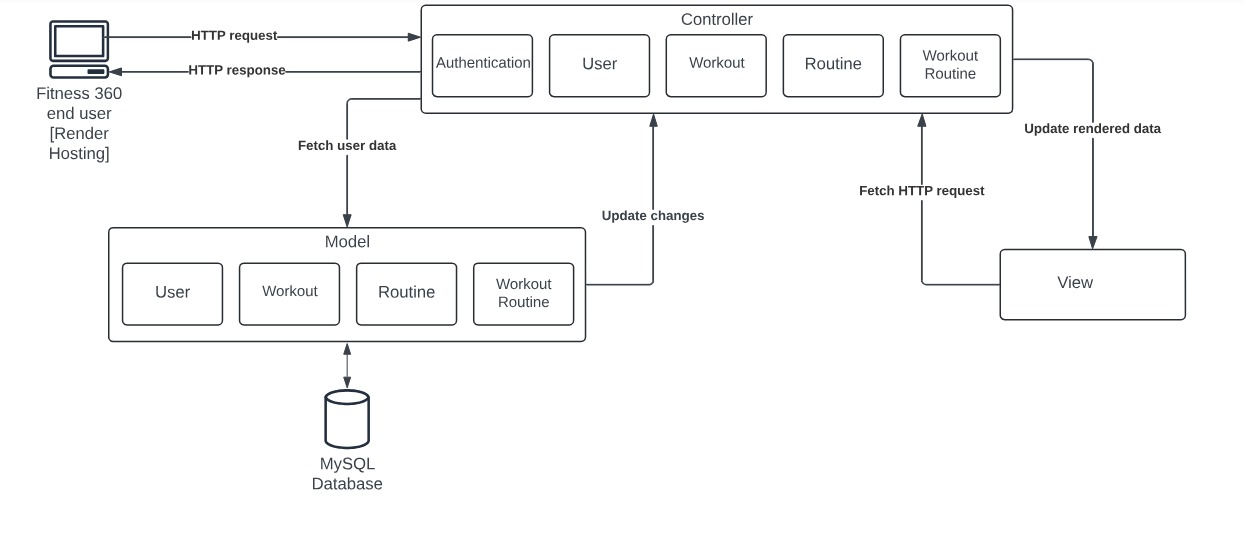 Controller
HTTP request
Authentication
User
Workout
Routine
Workout
Routine
HTTP response
Fitness 360
end user
[Render
Hosting]
Update rendered data
Fetch user data
Fetch HTTP request
Update changes
Model
User
Workout
Routine
Workout
Routine
View
MySQL
Database